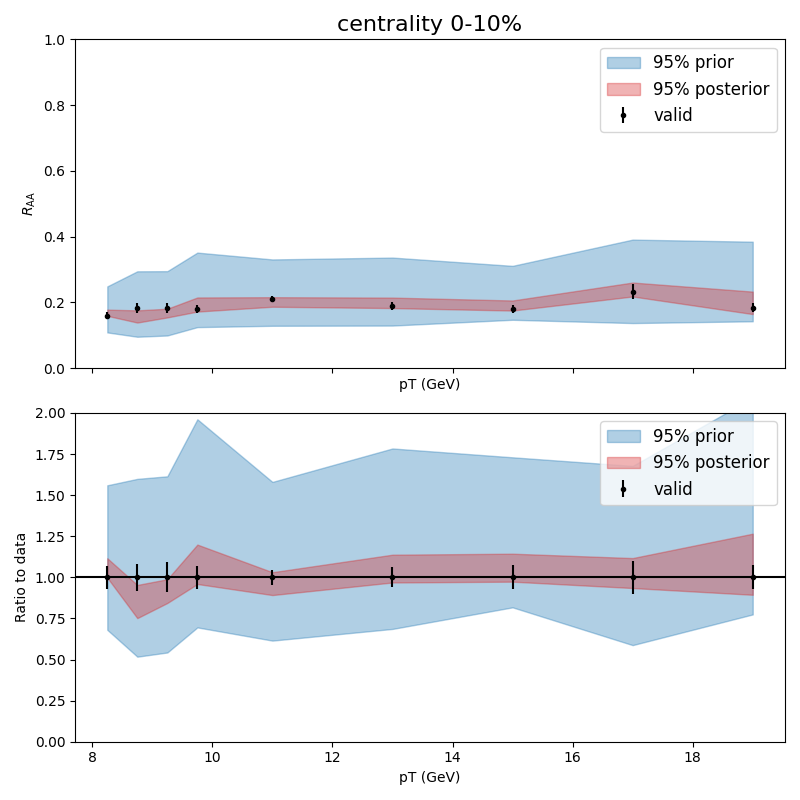 centrality 0-10%
1.0
0.8
0.6
0.4
0.2
0.0
R_AA
95% prior
95% posterior
valid
pT (GeV)
2.00
1.75
1.50
1.25
1.00
0.75
0.50
0.25
0.00
Ratio to data
95% prior
95% posterior
valid
8 10 12 14 16 18
pT (GeV)